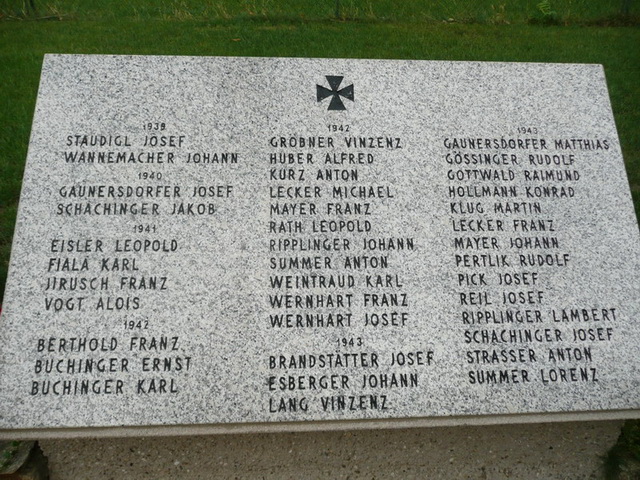 1939
STAUDIGL JOSEF
WANNEMACHER JOHANN
1940
GAUNERSDORFER JOSEF
SCHACHINGER JAKOB
1941
EISLER LEOPOLD
FIALA KARL
JIRUSCH FRANZ
VOGT ALOIS
1942
BERTHOLD FRANZ
BUCHINGER ERNST
BUCHINGER KARL
1942
GRÖBNER VINZENZ
HUBER ALFRED
KURZ ANTON
LECKER MICHAEL
MAYER FRANZ
RATH LEOPOLD
RIPPLINGER JOHANN
SUMMER ANTON
WEINTRAUD KARL
WERNHART FRANZ
WERNHART JOSEF
1943
BRANDSTÄTTER JOSEF
ESBERGER JOHANN
LANG VINZENZ
1943
GAUNERSDORFER MATTHIAS
GÖSSINGER RUDOLF
GOTTWALD RAIMUND
HOLLMANN KONRAD
KLUG MARTIN
LECKER FRANZ
MAYER JOHANN
PERTLIK RUDOLF
PICK JOSEF
REIL JOSEF
RIPPLINGER LAMBERT
SCHACHINGER JOSEF
STRASSER ANTON
SUMMER LORENZ